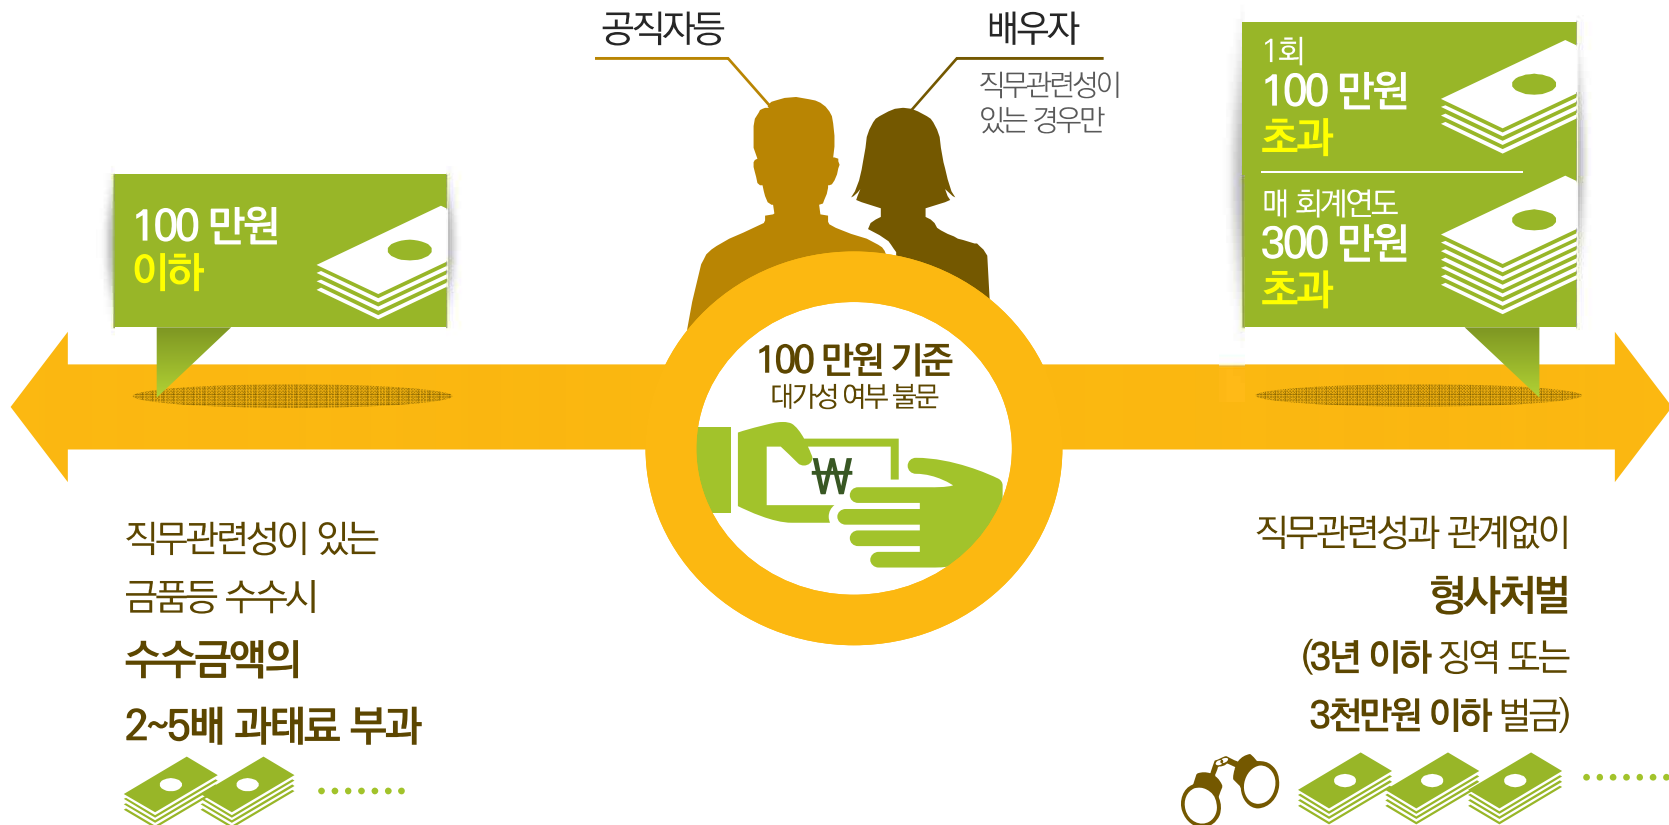 공직자등
배우자
직무관련성이
있는 경우만
100 만원
이하
1회
100 만원
초과
매 회계연도
300 만원
초과
100 만원 기준
대가성 여부 불문
₩
직무관련성이 있는
금품등 수수시
수수금액의
2~5배 과태료 부과
직무관련성과 관계없이
형사처벌
(3년 이하 징역 또는
3천만원 이하 벌금)